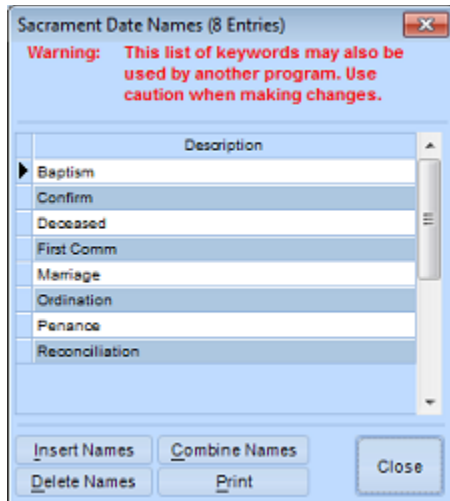 Sacrament Date Names (8 Entries)
Warning: This list of keywords may also be
used by another program. Use
caution when making changes.
Description
Baptism
Confirm
Deceased
First Comm
Marriage
Ordination
Penance
Reconciliation
Insert Names Combine Names
Close
Delete Names Print